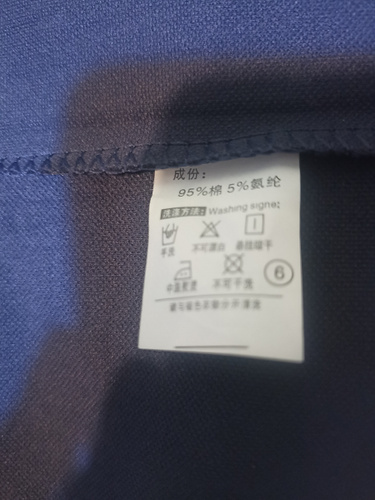 成份：
95%棉 5%氨纶
洗涤方法： Washing signe:
手洗 不可漂白 悬挂晾干
中温熨烫 不可干洗 6